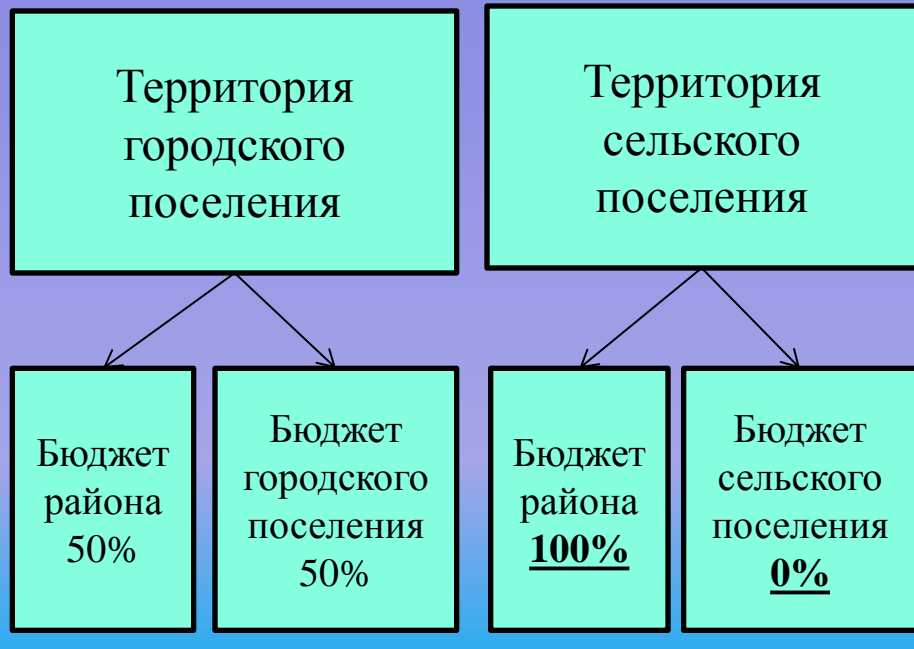 Территория
городского
поселения
Территория
сельского
поселения
Бюджет
района
50%
Бюджет
городского
поселения
50%
Бюджет
района
100%
Бюджет
сельского
поселения
0%